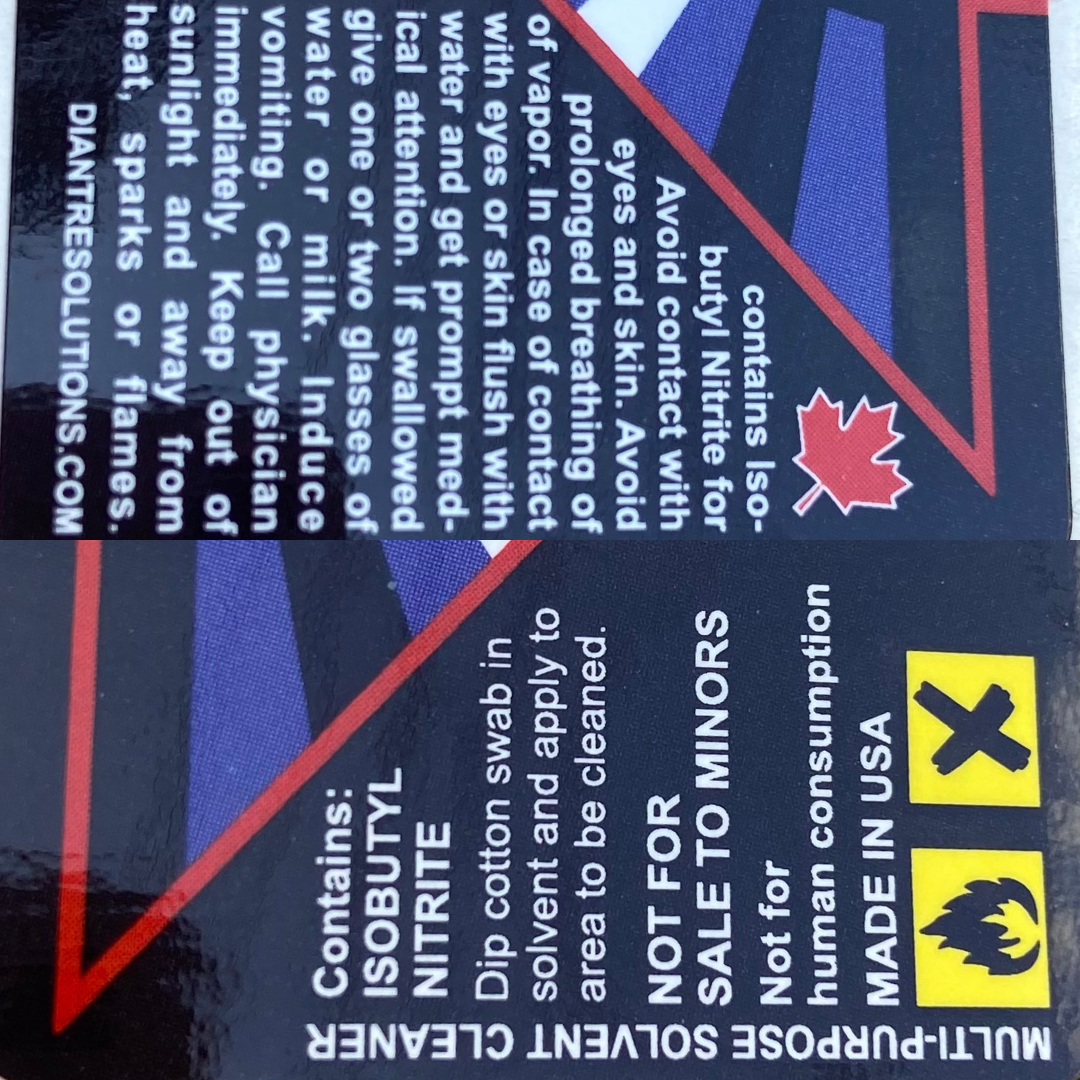 contains Iso-
butyl Nitrite for
Avoid contact with
eyes and skin. Avoid
prolonged breathing of
of vapor. In case of contact
with eyes or skin flush with
water and get prompt med-
ical attention. If swallowed
give one or two glasses of
water or milk. Induce
vomiting. Call physician
immediately. Keep out of
sunlight and away from
heat, sparks or flames.
DIANTRESOLUTIONS.COM
Contains:
ISOBUTYL
NITRITE
Dip cotton swab in
solvent and apply to
area to be cleaned.
NOT FOR
SALE TO MINORS
Not for
human consumption
MADE IN USA
MULTI-PURPOSE SOLVENT CLEANER